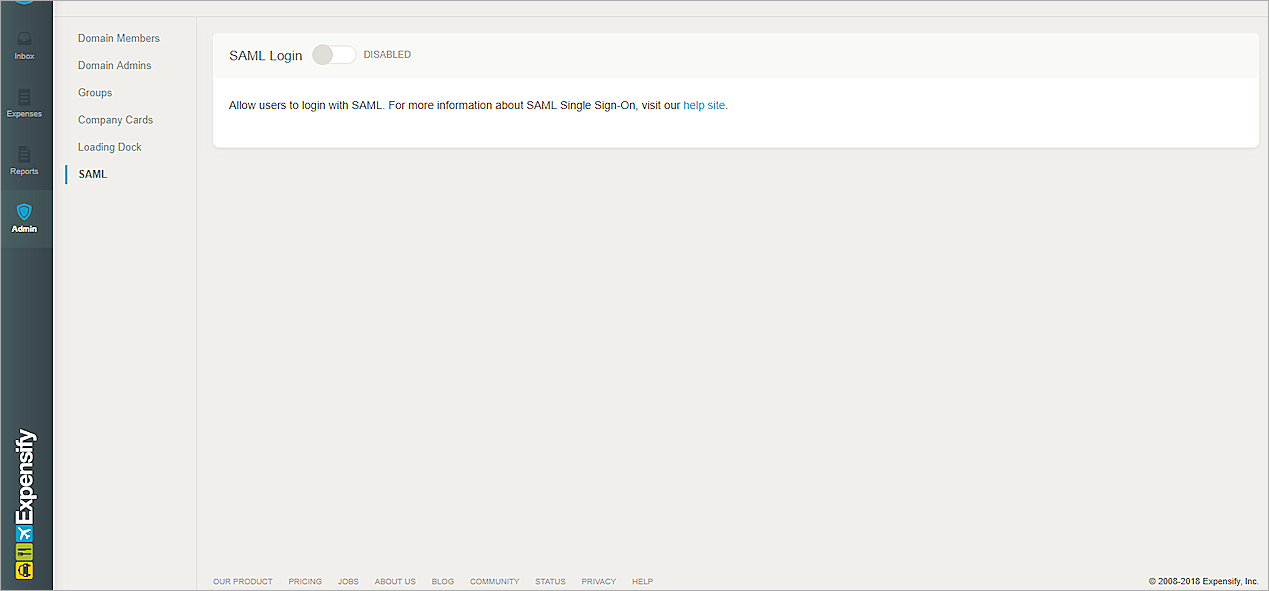 Inbox
Expenses
Reports
Admin
Expensify
Domain Members
Domain Admins
Groups
Company Cards
Loading Dock
SAML
SAML Login DISABLED
Allow users to login with SAML. For more information about SAML Single Sign-On, visit our help site.
OUR PRODUCT PRICING JOBS ABOUT US BLOG COMMUNITY STATUS PRIVACY HELP
© 2008-2018 Expensify, Inc.